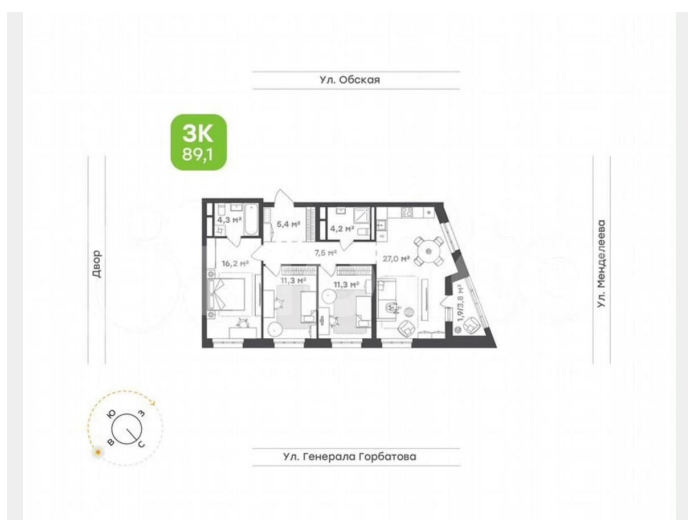 Ул. Обская
3К
89,1
4,3 м²
5,4 м²
4,2 м²
7,5 м²
27,0 м²
16,2 м²
11,3 м²
11,3 м²
1,9/3,8 м²
Двор
Ул. Менделеева
Ю
З
В
С
Ул. Генерала Горбатова